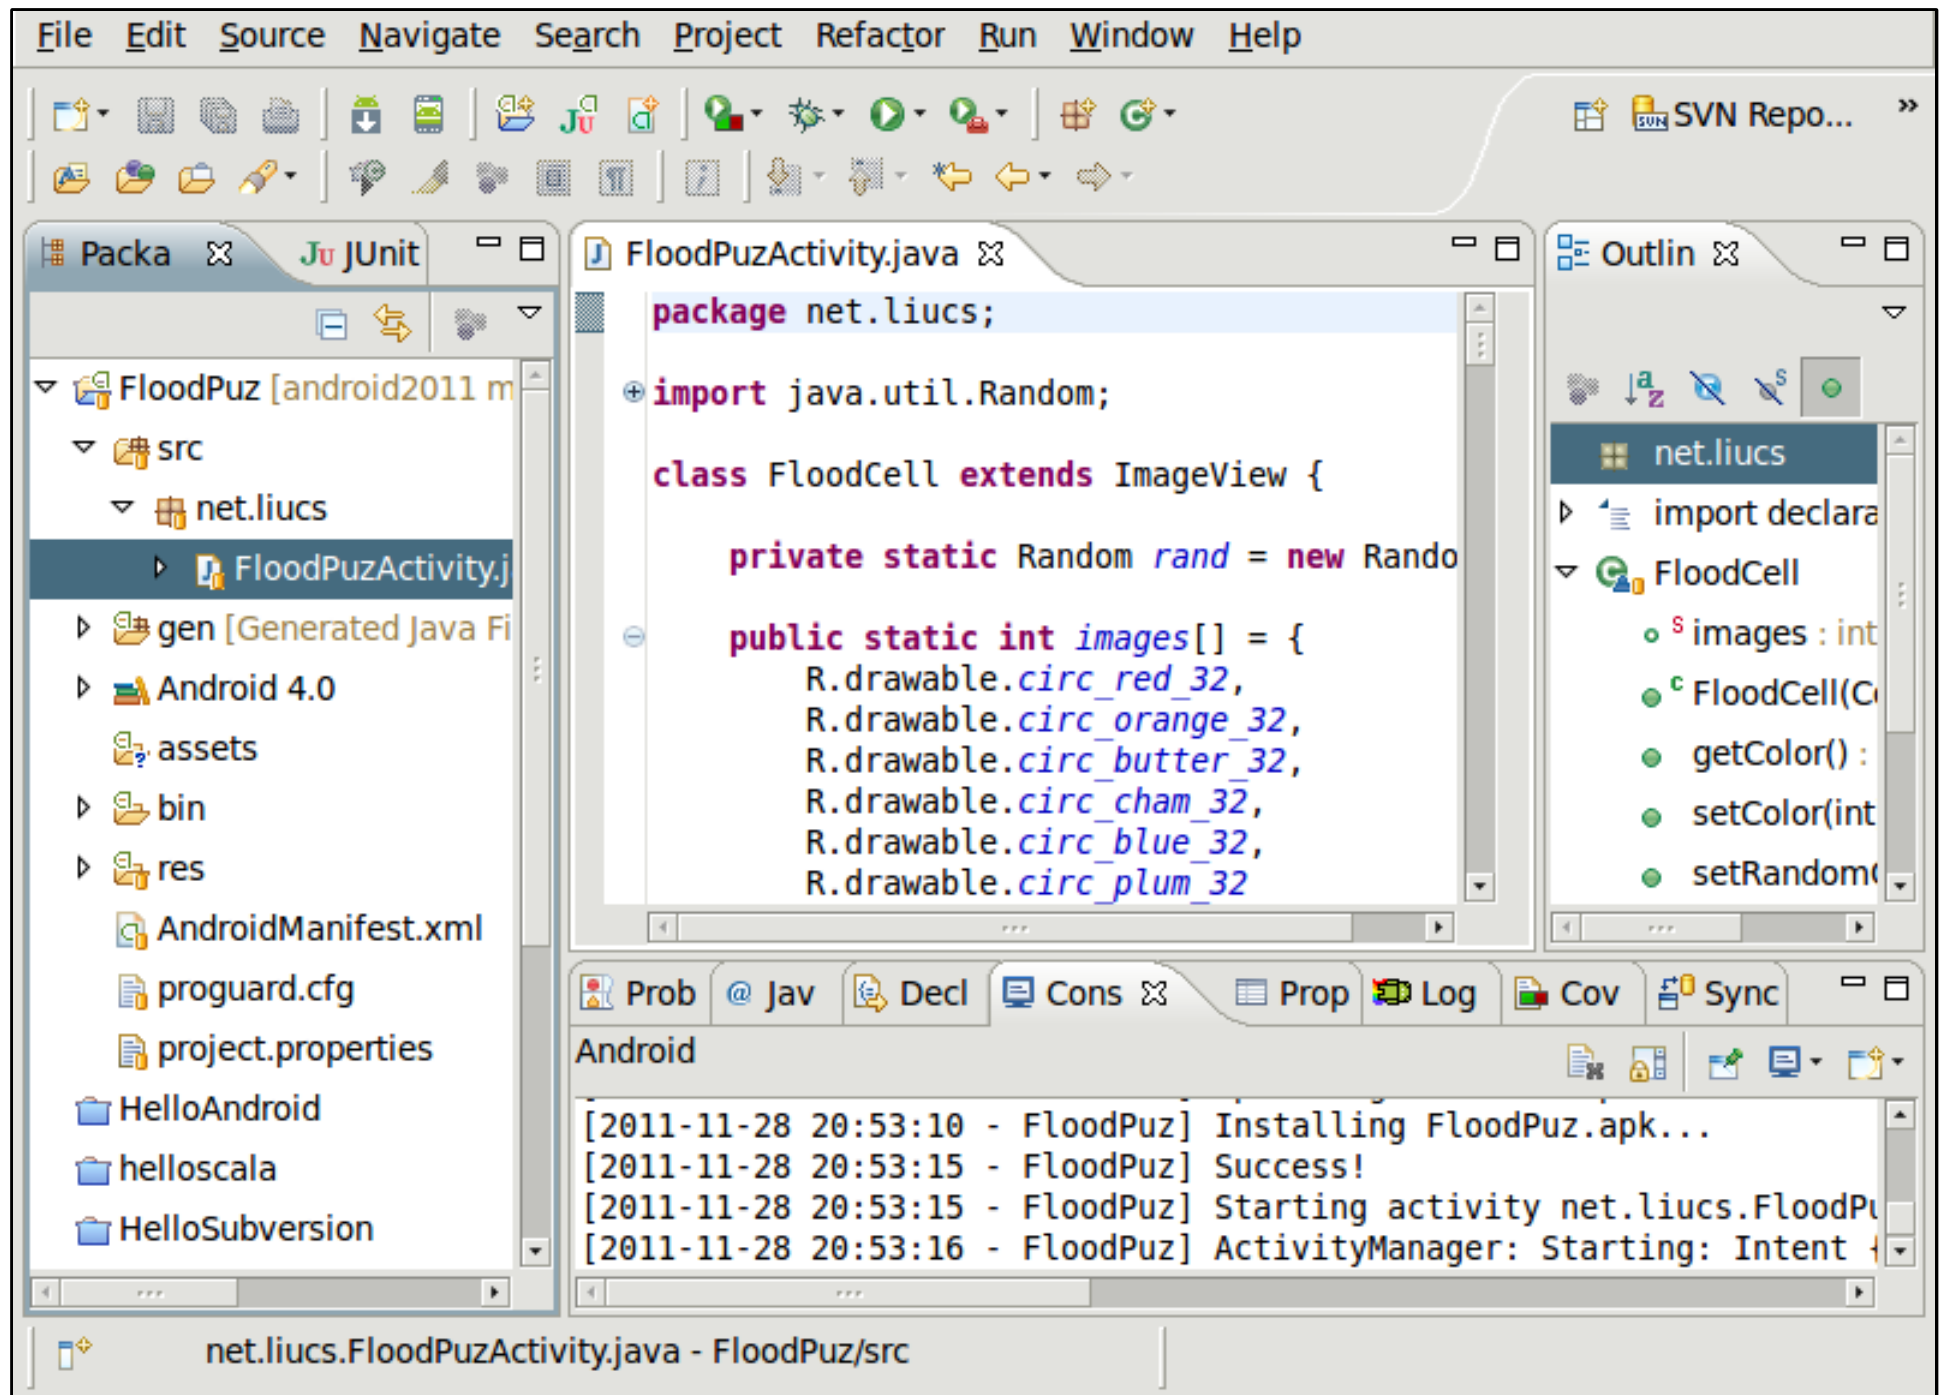 File Edit Source Navigate Search Project Refactor Run Window Help
SVN Repo... »
Packa JUnit
FloodPuz [android2011 m
src
net.liucs
FloodPuzActivity.j
gen [Generated Java Fi
Android 4.0
assets
bin
res
AndroidManifest.xml
proguard.cfg
project.properties
HelloAndroid
helloscala
HelloSubversion
FloodPuzActivity.java
package net.liucs;
import java.util.Random;
class FloodCell extends ImageView {
private static Random rand = new Rando
public static int images[] = {
R.drawable.circ_red_32,
R.drawable.circ_orange_32,
R.drawable.circ_butter_32,
R.drawable.circ_cham_32,
R.drawable.circ_blue_32,
R.drawable.circ_plum_32
Outlin
net.liucs
import declara
FloodCell
images : int
FloodCell(Co
getColor() :
setColor(int
setRandomC
Prob @ Jav Decl Cons Prop Log Cov Sync
Android
[2011-11-28 20:53:10 - FloodPuz] Installing FloodPuz.apk...
[2011-11-28 20:53:15 - FloodPuz] Success!
[2011-11-28 20:53:15 - FloodPuz] Starting activity net.liucs.FloodPu
[2011-11-28 20:53:16 - FloodPuz] ActivityManager: Starting: Intent {
net.liucs.FloodPuzActivity.java - FloodPuz/src